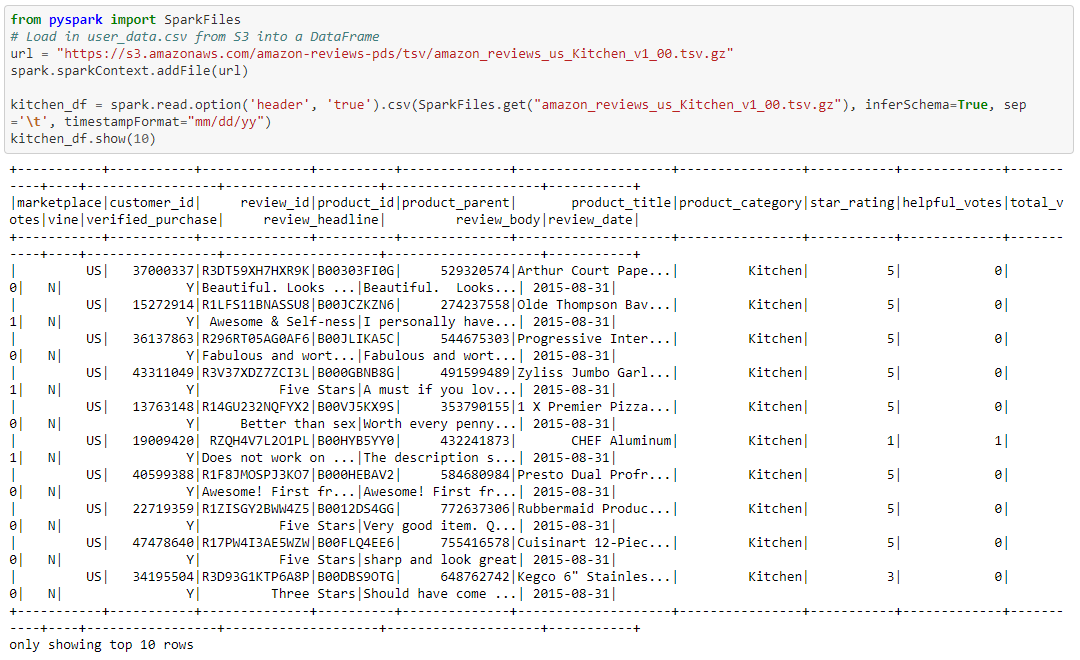 from pyspark import SparkFiles
# Load in user_data.csv from S3 into a DataFrame
url = "https://s3.amazonaws.com/amazon-reviews-pds/tsv/amazon_reviews_us_Kitchen_v1_00.tsv.gz"
spark.sparkContext.addFile(url)

kitchen_df = spark.read.option('header', 'true').csv(SparkFiles.get("amazon_reviews_us_Kitchen_v1_00.tsv.gz"), inferSchema=True, sep
='\t', timestampFormat="mm/dd/yy")
kitchen_df.show(10)
+-----------+-----------+--------------+----------+--------------+--------------------+----------------+-----------+-------------+-------
----+----+-----------------+--------------------+--------------------+-----------+
|marketplace|customer_id|     review_id|product_id|product_parent|       product_title|product_category|star_rating|helpful_votes|total_v
otes|vine|verified_purchase|     review_headline|         review_body|review_date|
+-----------+-----------+--------------+----------+--------------+--------------------+----------------+-----------+-------------+-------
----+----+-----------------+--------------------+--------------------+-----------+
|         US|   37000337|R3DT59XH7HXR9K|B00303FI0G|     529320574|Arthur Court Pape...|         Kitchen|          5|            0|
0|   N|                Y|Beautiful. Looks ...|Beautiful.  Looks...| 2015-08-31|
|         US|   15272914|R1LFS11BNASSU8|B00JCZKZN6|     274237558|Olde Thompson Bav...|         Kitchen|          5|            0|
1|   N|                Y| Awesome & Self-ness|I personally have...| 2015-08-31|
|         US|   36137863|R296RT05AG0AF6|B00JLIKA5C|     544675303|Progressive Inter...|         Kitchen|          5|            0|
0|   N|                Y|Fabulous and wort...|Fabulous and wort...| 2015-08-31|
|         US|   43311049|R3V37XDZ7ZCI3L|B000GBNB8G|     491599489|Zyliss Jumbo Garl...|         Kitchen|          5|            0|
1|   N|                Y|          Five Stars|A must if you lov...| 2015-08-31|
|         US|   13763148|R14GU232NQFYX2|B00VJ5KX9S|     353790155|1 X Premier Pizza...|         Kitchen|          5|            0|
0|   N|                Y|     Better than sex|Worth every penny...| 2015-08-31|
|         US|   19009420| RZQH4V7L2O1PL|B00HYB5YY0|     432241873|       CHEF Aluminum|         Kitchen|          1|            1|
1|   N|                Y|Does not work on ...|The description s...| 2015-08-31|
|         US|   40599388|R1F8JMOSPJ3KO7|B000HEBAV2|     584680984|Presto Dual Profr...|         Kitchen|          5|            0|
0|   N|                Y|Awesome! First fr...|Awesome! First fr...| 2015-08-31|
|         US|   22719359|R1ZISGY2BWW4Z5|B0012DS4GG|     772637306|Rubbermaid Produc...|         Kitchen|          5|            0|
0|   N|                Y|          Five Stars|Very good item. Q...| 2015-08-31|
|         US|   47478640|R17PW4I3AE5WZW|B00FLQ4EE6|     755416578|Cuisinart 12-Piec...|         Kitchen|          5|            0|
0|   N|                Y|          Five Stars|sharp and look great| 2015-08-31|
|         US|   34195504|R3D93G1KTP6A8P|B00DBS9OTG|     648762742|Kegco 6" Stainles...|         Kitchen|          3|            0|
0|   N|                Y|         Three Stars|Should have come ...| 2015-08-31|
+-----------+-----------+--------------+----------+--------------+--------------------+----------------+-----------+-------------+-------
----+----+-----------------+--------------------+--------------------+-----------+
only showing top 10 rows